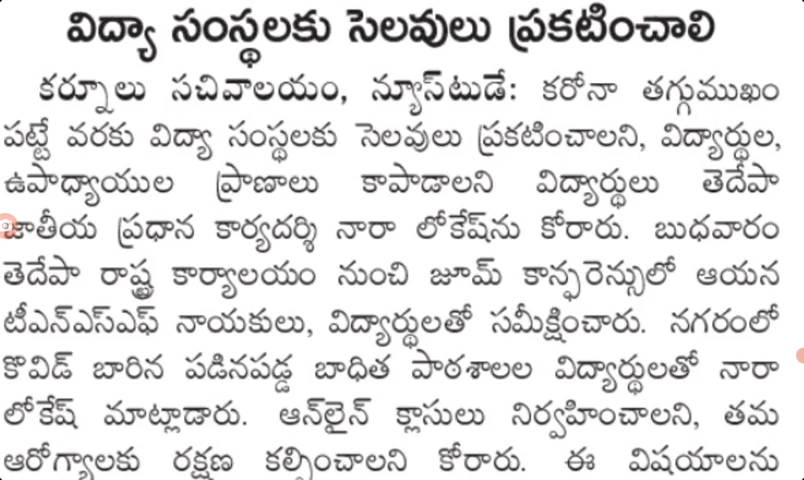 విద్యా సంస్థలకు సెలవులు ప్రకటించాలి
కర్నూలు సచివాలయం, న్యూస్‌టుడే: కరోనా తగ్గుముఖం
పట్టే వరకు విద్యా సంస్థలకు సెలవులు ప్రకటించాలని, విద్యార్థుల,
ఉపాధ్యాయుల ప్రాణాలు కాపాడాలని విద్యార్థులు తెదేపా
జాతీయ ప్రధాన కార్యదర్శి నారా లోకేష్‌ను కోరారు. బుధవారం
తెదేపా రాష్ట్ర కార్యాలయం నుంచి జూమ్ కాన్ఫరెన్సులో ఆయన
టీఎన్ఎస్ఎఫ్ నాయకులు, విద్యార్థులతో సమీక్షించారు. నగరంలో
కొవిడ్ బారిన పడినపడ్డ బాధిత పాఠశాలల విద్యార్థులతో నారా
లోకేష్ మాట్లాడారు. ఆన్‌లైన్ క్లాసులు నిర్వహించాలని, తమ
ఆరోగ్యాలకు రక్షణ కల్పించాలని కోరారు. ఈ విషయాలను